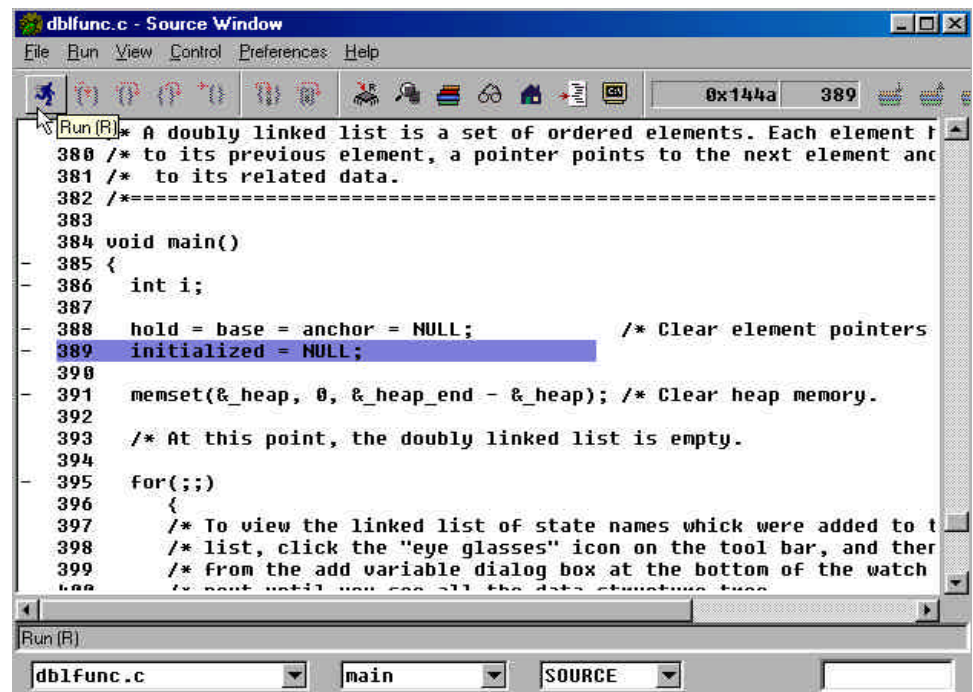 dblfunc.c - Source Window
File Run View Control Preferences Help
0x144a 389
Run (R)
* A doubly linked list is a set of ordered elements. Each element
380 /* to its previous element, a pointer points to the next element and
381 /* to its related data.
382 /*=================================================================
383
384 void main()
385 {
386 int i;
387
388 hold = base = anchor = NULL; /* Clear element pointers
389 initialized = NULL;
390
391 memset(&_heap, 0, &_heap_end - &_heap); /* Clear heap memory.
392
393 /* At this point, the doubly linked list is empty.
394
395 for(;;)
396 {
397 /* To view the linked list of state names whick were added to t
398 /* list, click the "eye glasses" icon on the tool bar, and then
399 /* from the add variable dialog box at the bottom of the watch
Run (R)
dblfunc.c main SOURCE